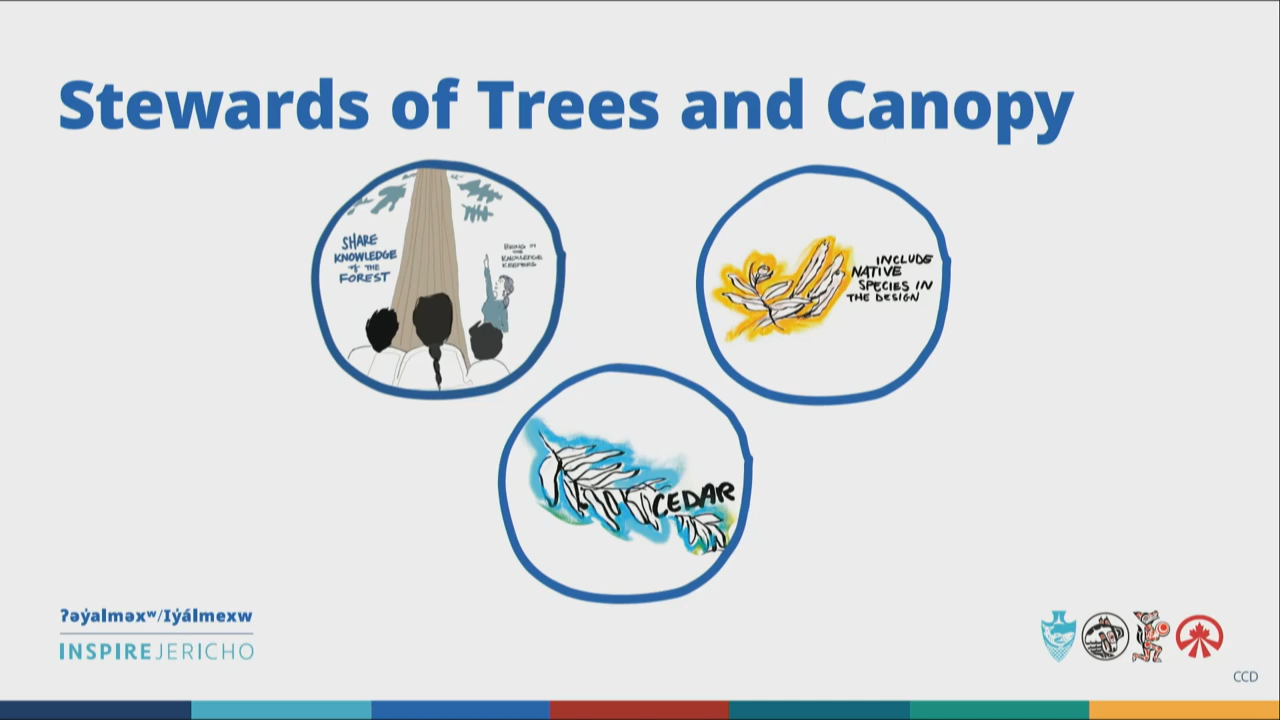 Stewards of Trees and Canopy
SHARE
KNOWLEDGE
of THE
FOREST
BRING IN
THE
KNOWLEDGE
KEEPERS
INCLUDE
NATIVE
SPECIES IN
THE DESIGN
CEDAR
ʔəy̓alməxʷ/Iy̓álmexw
INSPIREJERICHO
CCD